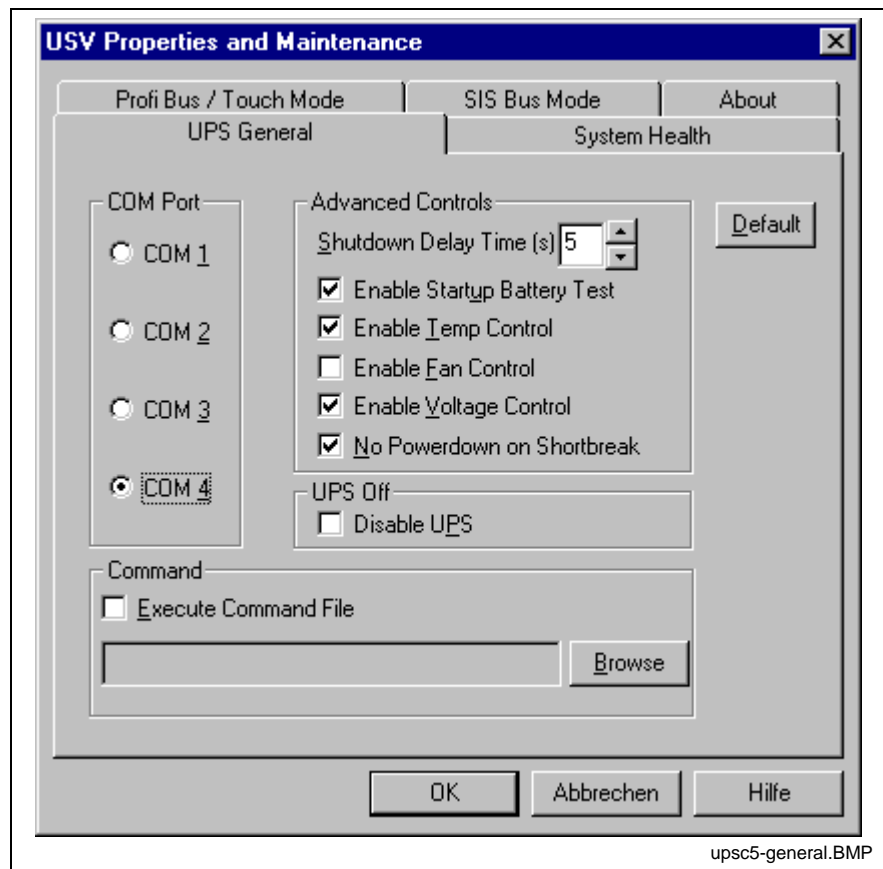 USV Properties and Maintenance
Profi Bus / Touch Mode SIS Bus Mode About
UPS General System Health
COM Port
COM 1
COM 2
COM 3
COM 4
Advanced Controls
Shutdown Delay Time (s) 5
Enable Startup Battery Test
Enable Temp Control
Enable Fan Control
Enable Voltage Control
No Powerdown on Shortbreak
Default
UPS Off
Disable UPS
Command
Execute Command File
Browse
OK Abbrechen Hilfe
upsc5-general.BMP